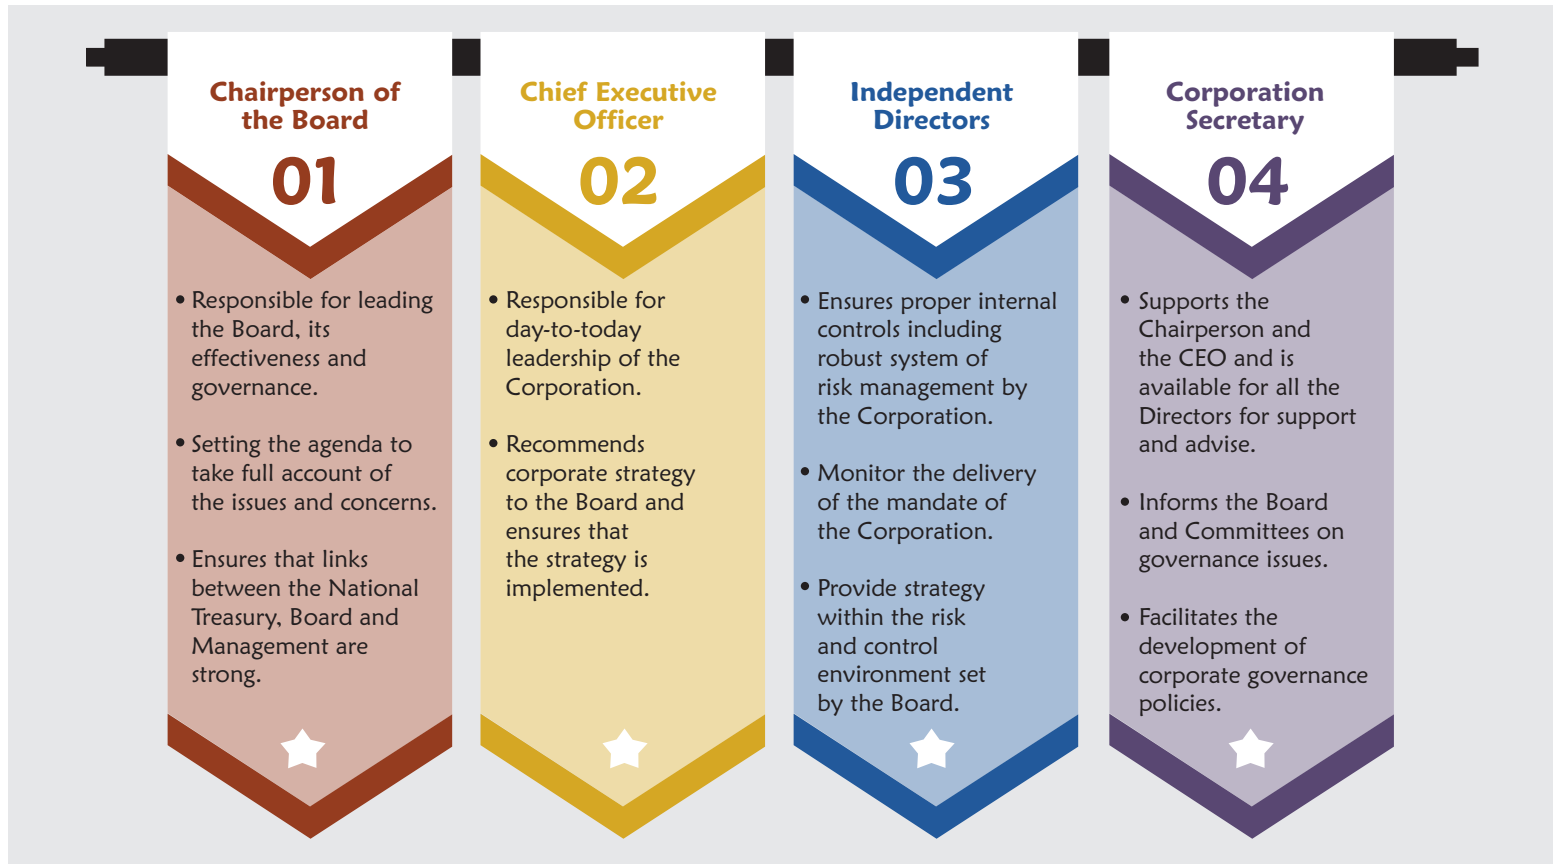 Chairperson of
the Board
01
• Responsible for leading
the Board, its
effectiveness and
governance.
• Setting the agenda to
take full account of
the issues and concerns.
• Ensures that links
between the National
Treasury, Board and
Management are
strong.
Chief Executive
Officer
02
• Responsible for
day-to-today
leadership of the
Corporation.
• Recommends
corporate strategy
to the Board and
ensures that
the strategy is
implemented.
Independent
Directors
03
• Ensures proper internal
controls including
robust system of
risk management by
the Corporation.
• Monitor the delivery
of the mandate of
the Corporation.
• Provide strategy
within the risk
and control
environment set
by the Board.
Corporation
Secretary
04
• Supports the
Chairperson and
the CEO and is
available for all the
Directors for support
and advise.
• Informs the Board
and Committees on
governance issues.
• Facilitates the
development of
corporate governance
policies.